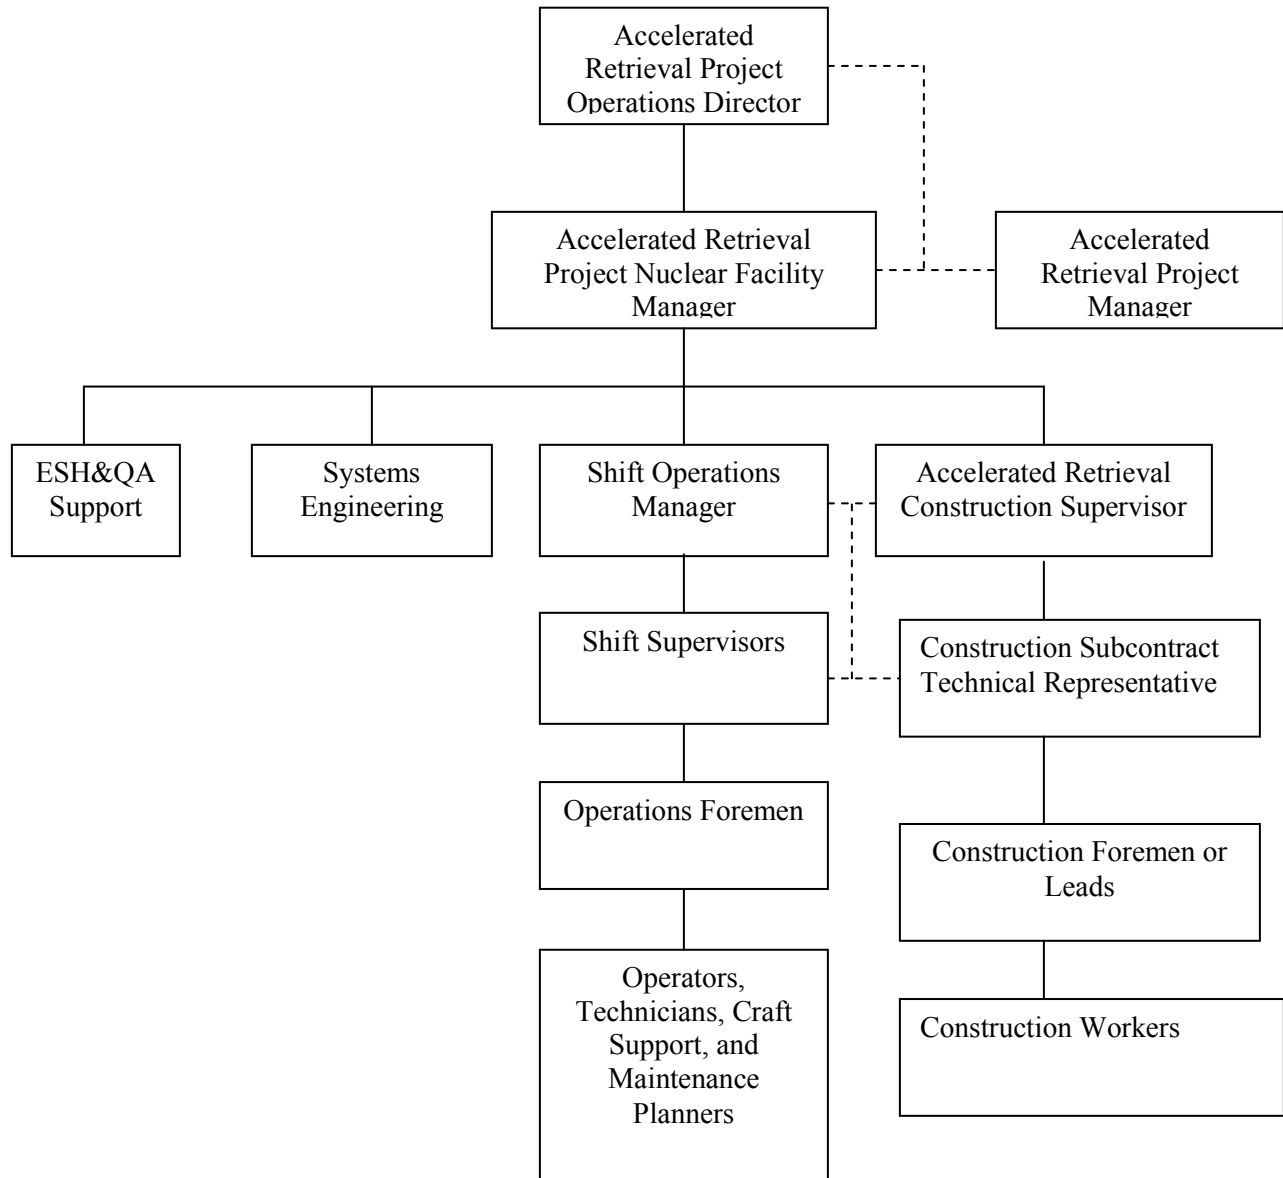 Accelerated
Retrieval Project
Operations Director
Accelerated Retrieval
Project Nuclear Facility
Manager
Accelerated
Retrieval Project
Manager
ESH&QA
Support
Systems
Engineering
Shift Operations
Manager
Accelerated Retrieval
Construction Supervisor
Shift Supervisors
Construction Subcontract
Technical Representative
Operations Foremen
Construction Foremen or
Leads
Operators,
Technicians, Craft
Support, and
Maintenance
Planners
Construction Workers